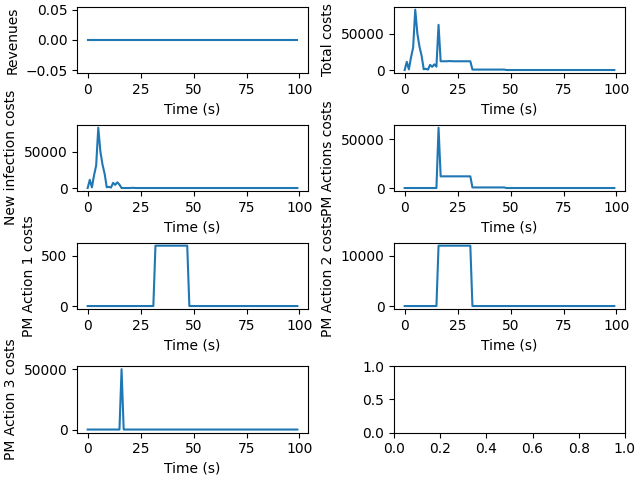 Revenues
0.05
0.00
−0.05
0 25 50 75 100
Time (s)
Total costs
50000
0
0 25 50 75 100
Time (s)
New infection costs
50000
0
0 25 50 75 100
Time (s)
PM Actions costs
50000
0
0 25 50 75 100
Time (s)
PM Action 1 costs
500
0
0 25 50 75 100
Time (s)
PM Action 2 costs
10000
0
0 25 50 75 100
Time (s)
PM Action 3 costs
50000
0
0 25 50 75 100
Time (s)
1.0
0.5
0.0
0.0 0.2 0.4 0.6 0.8 1.0